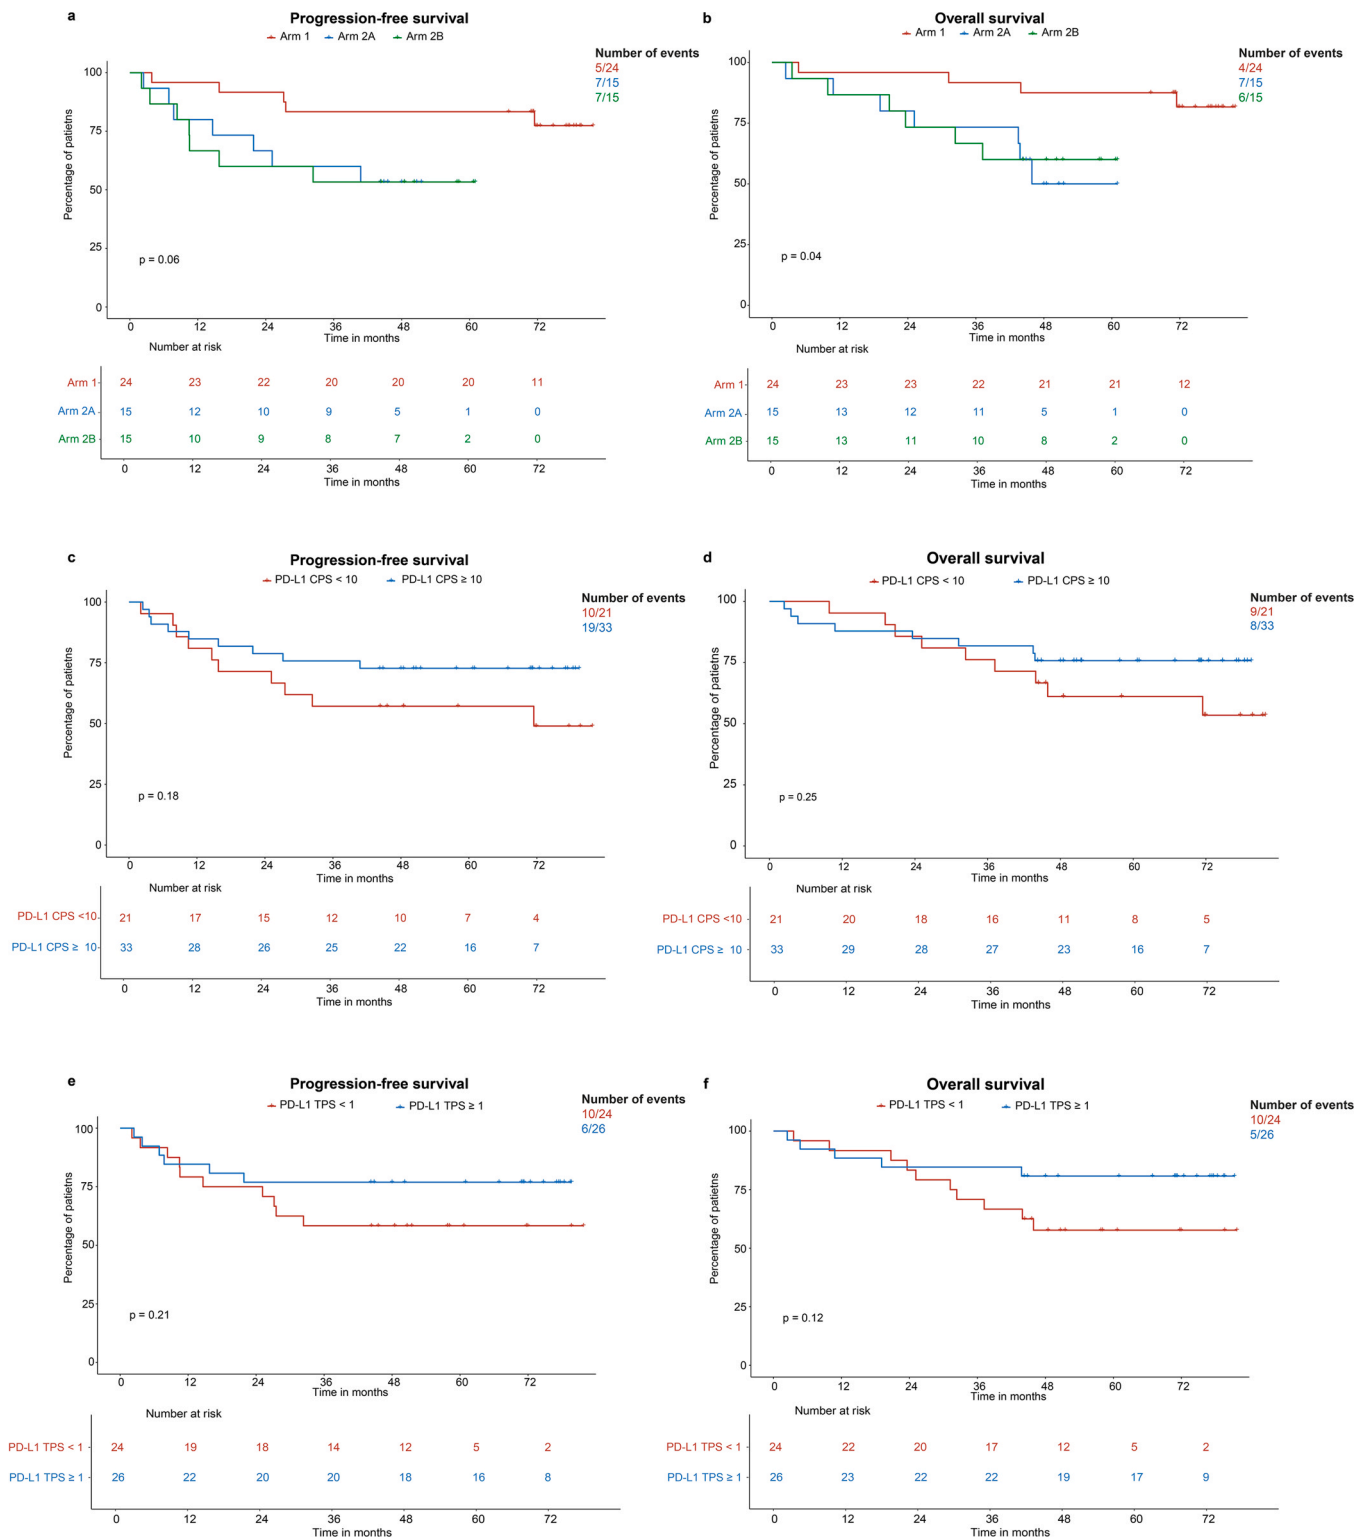 a
Progression-free survival
Arm 1 Arm 2A Arm 2B
Number of events
5/24
7/15
7/15
100
75
50
25
0
Percentage of patietns
p = 0.06
0 12 24 36 48 60 72
Time in months
Number at risk
Arm 1 24 23 22 20 20 20 11
Arm 2A 15 12 10 9 5 1 0
Arm 2B 15 10 9 8 7 2 0
0 12 24 36 48 60 72
Time in months
b
Overall survival
Arm 1 Arm 2A Arm 2B
Number of events
4/24
7/15
6/15
100
75
50
25
0
Percentage of patietns
p = 0.04
0 12 24 36 48 60 72
Time in months
Number at risk
Arm 1 24 23 23 22 21 21 12
Arm 2A 15 13 12 11 5 1 0
Arm 2B 15 13 11 10 8 2 0
0 12 24 36 48 60 72
Time in months
c
Progression-free survival
PD-L1 CPS < 10 PD-L1 CPS ≥ 10
Number of events
10/21
19/33
100
75
50
25
0
Percentage of patietns
p = 0.18
0 12 24 36 48 60 72
Time in months
Number at risk
PD-L1 CPS <10 21 17 15 12 10 7 4
PD-L1 CPS ≥ 10 33 28 26 25 22 16 7
0 12 24 36 48 60 72
Time in months
d
Overall survival
PD-L1 CPS < 10 PD-L1 CPS ≥ 10
Number of events
9/21
8/33
100
75
50
25
0
Percentage of patietns
p = 0.25
0 12 24 36 48 60 72
Time in months
Number at risk
PD-L1 CPS <10 21 20 18 16 11 8 5
PD-L1 CPS ≥ 10 33 29 28 27 23 16 7
0 12 24 36 48 60 72
Time in months
e
Progression-free survival
PD-L1 TPS < 1 PD-L1 TPS ≥ 1
Number of events
10/24
6/26
100
75
50
25
0
Percentage of patietns
p = 0.21
0 12 24 36 48 60 72
Time in months
Number at risk
PD-L1 TPS < 1 24 19 18 14 12 5 2
PD-L1 TPS ≥ 1 26 22 20 20 18 16 8
0 12 24 36 48 60 72
Time in months
f
Overall survival
PD-L1 TPS < 1 PD-L1 TPS ≥ 1
Number of events
10/24
5/26
100
75
50
25
0
Percentage of patietns
p = 0.12
0 12 24 36 48 60 72
Time in months
Number at risk
PD-L1 TPS < 1 24 22 20 17 12 5 2
PD-L1 TPS ≥ 1 26 23 22 22 19 17 9
0 12 24 36 48 60 72
Time in months